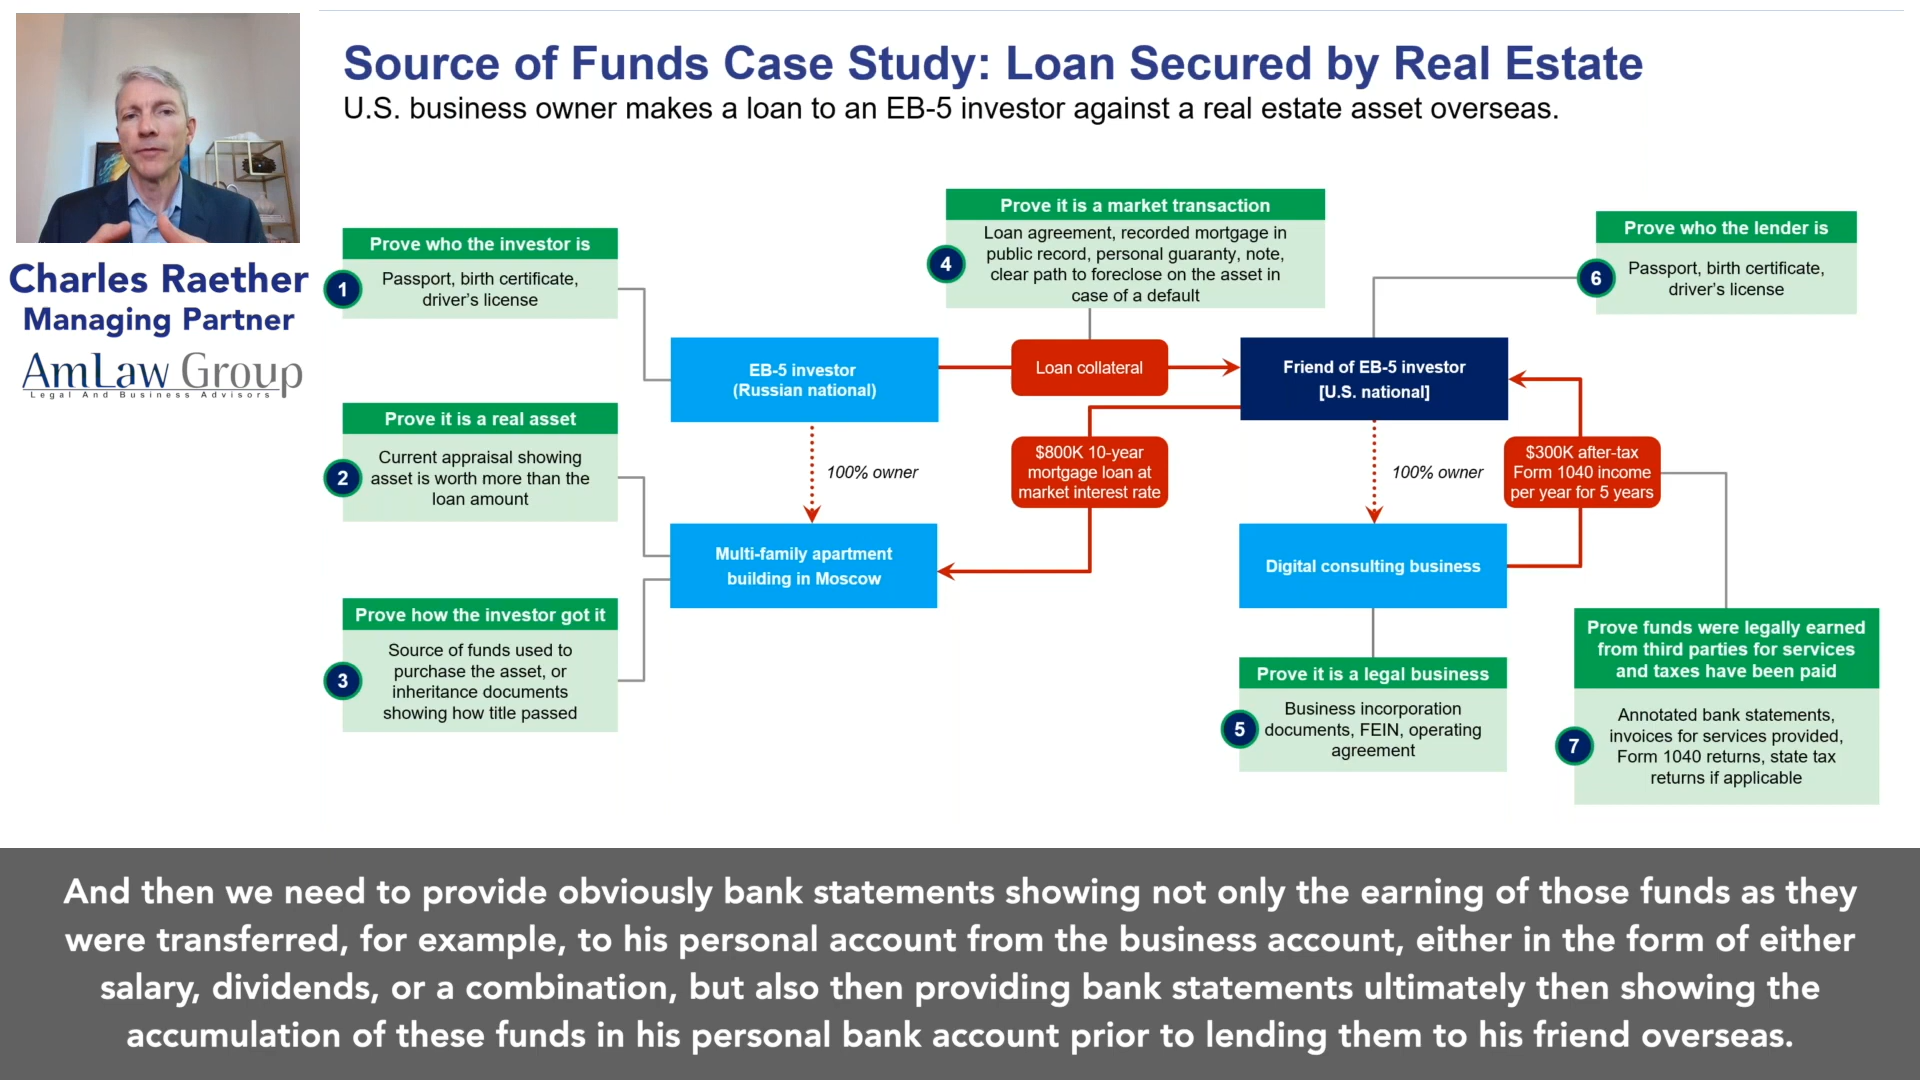 Source of Funds Case Study: Loan Secured by Real Estate
U.S. business owner makes a loan to an EB-5 investor against a real estate asset overseas.
Charles Raether
Managing Partner
AmLaw Group
Legal And Business Advisors
Prove who the investor is
1
Passport, birth certificate,
driver's license
Prove it is a real asset
2
Current appraisal showing
asset is worth more than the
loan amount
Prove how the investor got it
3
Source of funds used to
purchase the asset, or
inheritance documents
showing how title passed
Prove it is a market transaction
4
Loan agreement, recorded mortgage in
public record, personal guaranty, note,
clear path to foreclose on the asset in
case of a default
EB-5 investor
(Russian national)
Loan collateral
Friend of EB-5 investor
[U.S. national]
100% owner
$800K 10-year
mortgage loan at
market interest rate
100% owner
$300K after-tax
Form 1040 income
per year for 5 years
Multi-family apartment
building in Moscow
Digital consulting business
Prove it is a legal business
5
Business incorporation
documents, FEIN, operating
agreement
Prove who the lender is
6
Passport, birth certificate,
driver's license
Prove funds were legally earned
from third parties for services
and taxes have been paid
7
Annotated bank statements,
invoices for services provided,
Form 1040 returns, state tax
returns if applicable
And then we need to provide obviously bank statements showing not only the earning of those funds as they
were transferred, for example, to his personal account from the business account, either in the form of either
salary, dividends, or a combination, but also then providing bank statements ultimately then showing the
accumulation of these funds in his personal bank account prior to lending them to his friend overseas.